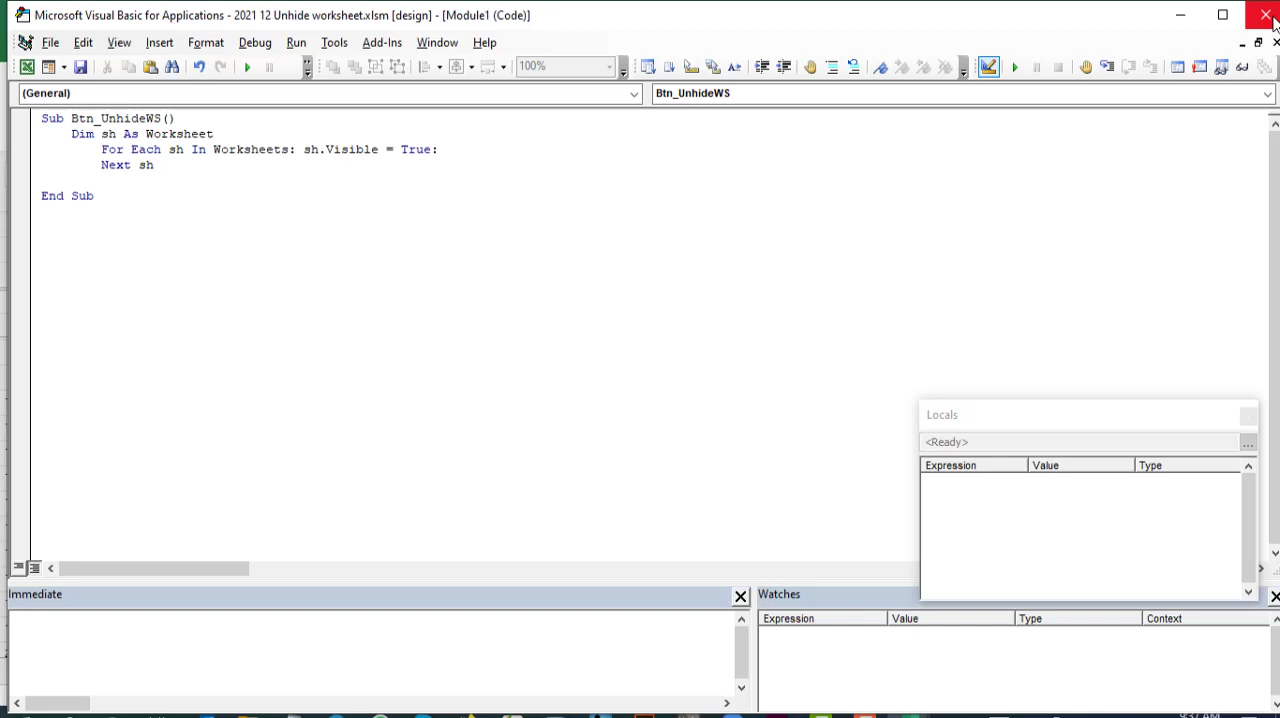 Microsoft Visual Basic for Applications - 2021 12 Unhide worksheet.xlsm [design] - [Module1 (Code)]
File Edit View Insert Format Debug Run Tools Add-Ins Window Help
100%
(General) Btn_UnhideWS
Sub Btn_UnhideWS()
Dim sh As Worksheet
For Each sh In Worksheets: sh.Visible = True:
Next sh
End Sub
Locals
<Ready>
Expression Value Type
Immediate
Watches
Expression Value Type Context
9:37 AM